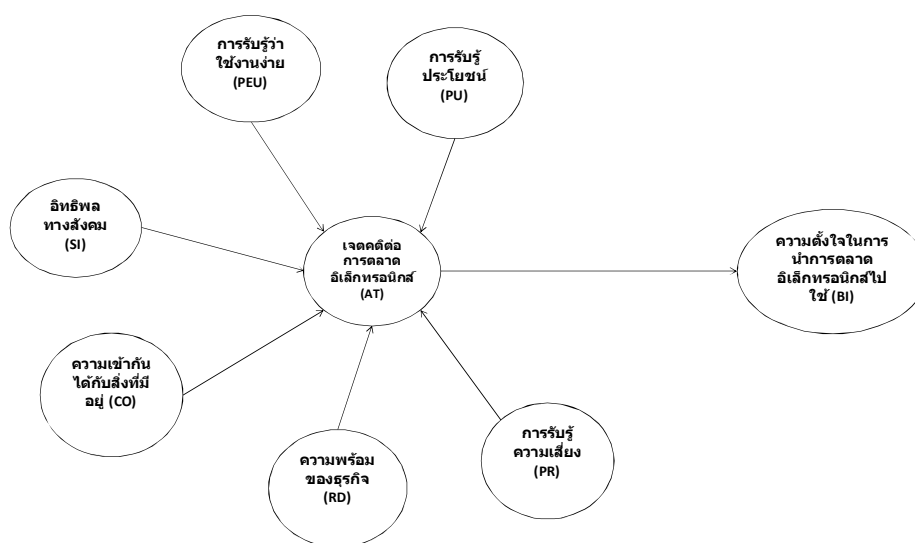 การรับรู้ว่า
ใช้งานง่าย
(PEU)
การรับรู้
ประโยชน์
(PU)
อิทธิพล
ทางสังคม
(SI)
เจตคติต่อ
การตลาด
อิเล็กทรอนิกส์
(AT)
ความตั้งใจในการ
นำการตลาด
อิเล็กทรอนิกส์ไป
ใช้ (BI)
ความเข้ากัน
ได้กับสิ่งที่มี
อยู่ (CO)
ความพร้อม
ของธุรกิจ
(RD)
การรับรู้
ความเสี่ยง
(PR)